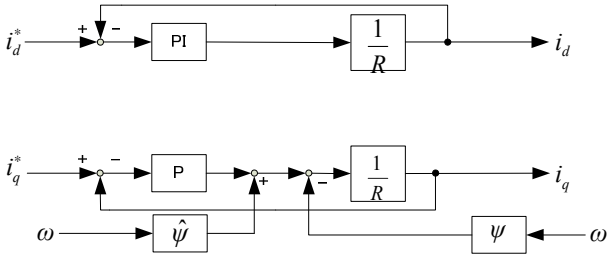 i_d^* + − PI 1/R i_d
i_q^* + − P + − 1/R i_q
ω ψ̂ ψ ω